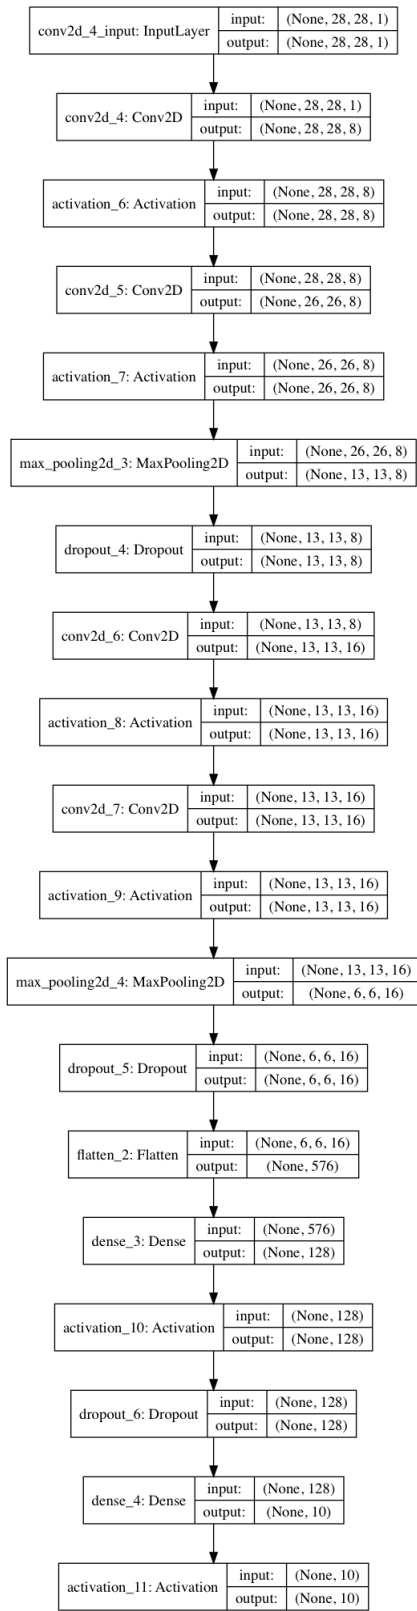 conv2d_4_input: InputLayer
input: (None, 28, 28, 1)
output: (None, 28, 28, 1)
conv2d_4: Conv2D
input: (None, 28, 28, 1)
output: (None, 28, 28, 8)
activation_6: Activation
input: (None, 28, 28, 8)
output: (None, 28, 28, 8)
conv2d_5: Conv2D
input: (None, 28, 28, 8)
output: (None, 26, 26, 8)
activation_7: Activation
input: (None, 26, 26, 8)
output: (None, 26, 26, 8)
max_pooling2d_3: MaxPooling2D
input: (None, 26, 26, 8)
output: (None, 13, 13, 8)
dropout_4: Dropout
input: (None, 13, 13, 8)
output: (None, 13, 13, 8)
conv2d_6: Conv2D
input: (None, 13, 13, 8)
output: (None, 13, 13, 16)
activation_8: Activation
input: (None, 13, 13, 16)
output: (None, 13, 13, 16)
conv2d_7: Conv2D
input: (None, 13, 13, 16)
output: (None, 13, 13, 16)
activation_9: Activation
input: (None, 13, 13, 16)
output: (None, 13, 13, 16)
max_pooling2d_4: MaxPooling2D
input: (None, 13, 13, 16)
output: (None, 6, 6, 16)
dropout_5: Dropout
input: (None, 6, 6, 16)
output: (None, 6, 6, 16)
flatten_2: Flatten
input: (None, 6, 6, 16)
output: (None, 576)
dense_3: Dense
input: (None, 576)
output: (None, 128)
activation_10: Activation
input: (None, 128)
output: (None, 128)
dropout_6: Dropout
input: (None, 128)
output: (None, 128)
dense_4: Dense
input: (None, 128)
output: (None, 10)
activation_11: Activation
input: (None, 10)
output: (None, 10)